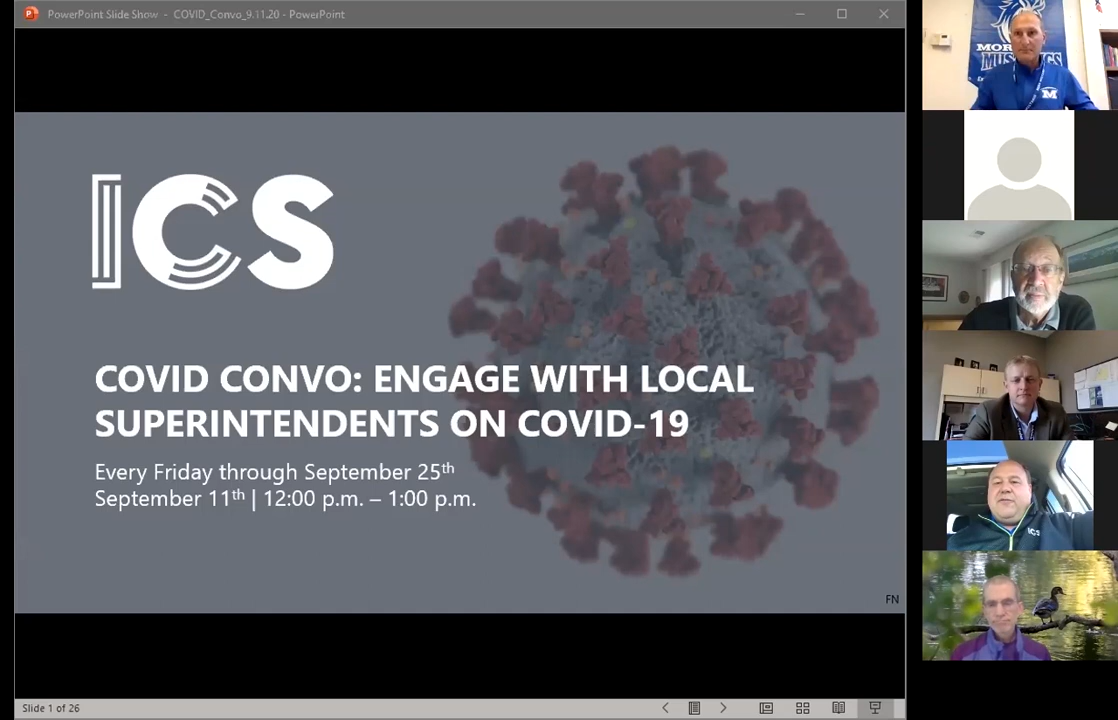 PowerPoint Slide Show - COVID_Convo_9.11.20 - PowerPoint
ICS
COVID CONVO: ENGAGE WITH LOCAL
SUPERINTENDENTS ON COVID-19
Every Friday through September 25th
September 11th | 12:00 p.m. – 1:00 p.m.
FN
Slide 1 of 26
MOR
M
ICS